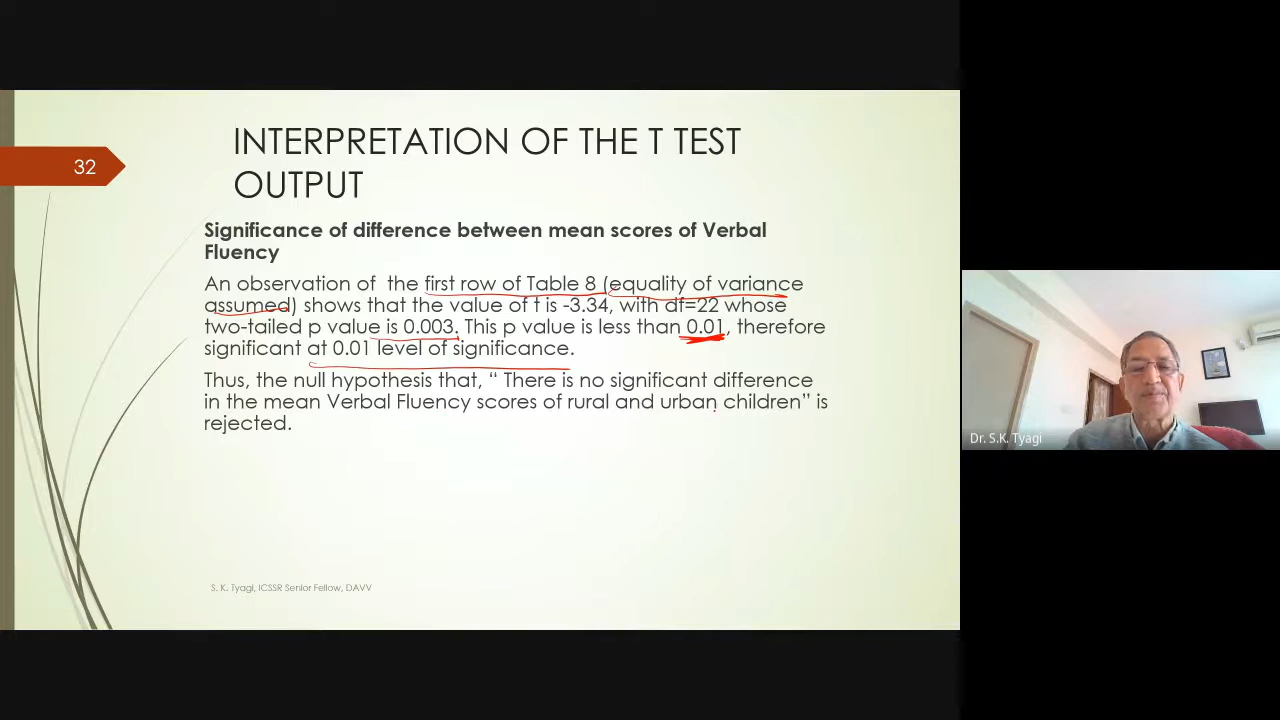 32
INTERPRETATION OF THE T TEST
OUTPUT
Significance of difference between mean scores of Verbal
Fluency
An observation of the first row of Table 8 (equality of variance
assumed) shows that the value of t is -3.34, with df=22 whose
two-tailed p value is 0.003. This p value is less than 0.01, therefore
significant at 0.01 level of significance.
Thus, the null hypothesis that, “ There is no significant difference
in the mean Verbal Fluency scores of rural and urban children” is
rejected.
S. K. Tyagi, ICSSR Senior Fellow, DAVV
Dr. S.K. Tyagi